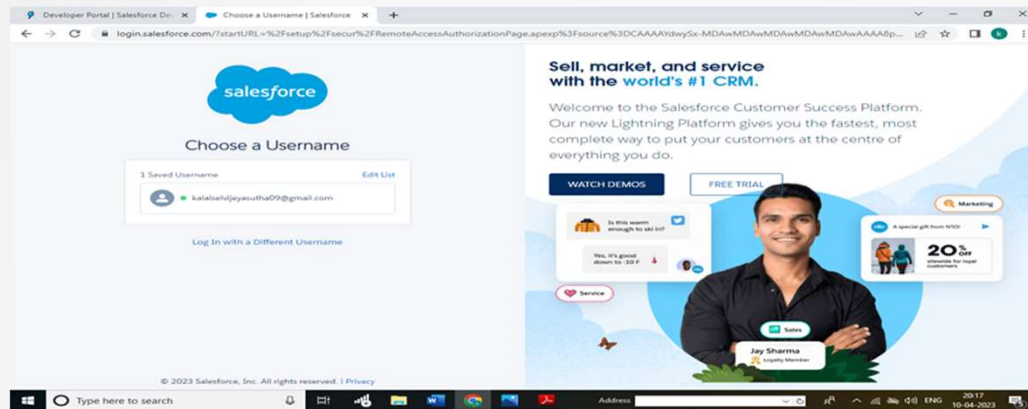 Developer Portal | Salesforce De
Choose a Username | Salesforce
login.salesforce.com/?startURL=%2Fsetup%2Fsecur%2FRemoteAccessAuthorizationPage.apexp%3Fsource%3DCAAAAYdwySx-MDAwMDAwMDAwMDAwMDAwAAAA8p...
salesforce
Choose a Username
1 Saved Username Edit List
kalaiselvijeyasutha09@gmail.com
Log In with a Different Username
© 2023 Salesforce, Inc. All rights reserved. | Privacy
Sell, market, and service
with the world's #1 CRM.
Welcome to the Salesforce Customer Success Platform.
Our new Lightning Platform gives you the fastest, most
complete way to put your customers at the centre of
everything you do.
WATCH DEMOS FREE TRIAL
Is this warm
enough to ski in?
Yes, it's good
down to -10 F
Service
Marketing
A special gift from NTO!
20% OFF
sitewide for loyal
customers
Sales
Jay Sharma
Loyalty Member
Type here to search
Address
ENG
20:17
10-04-2023